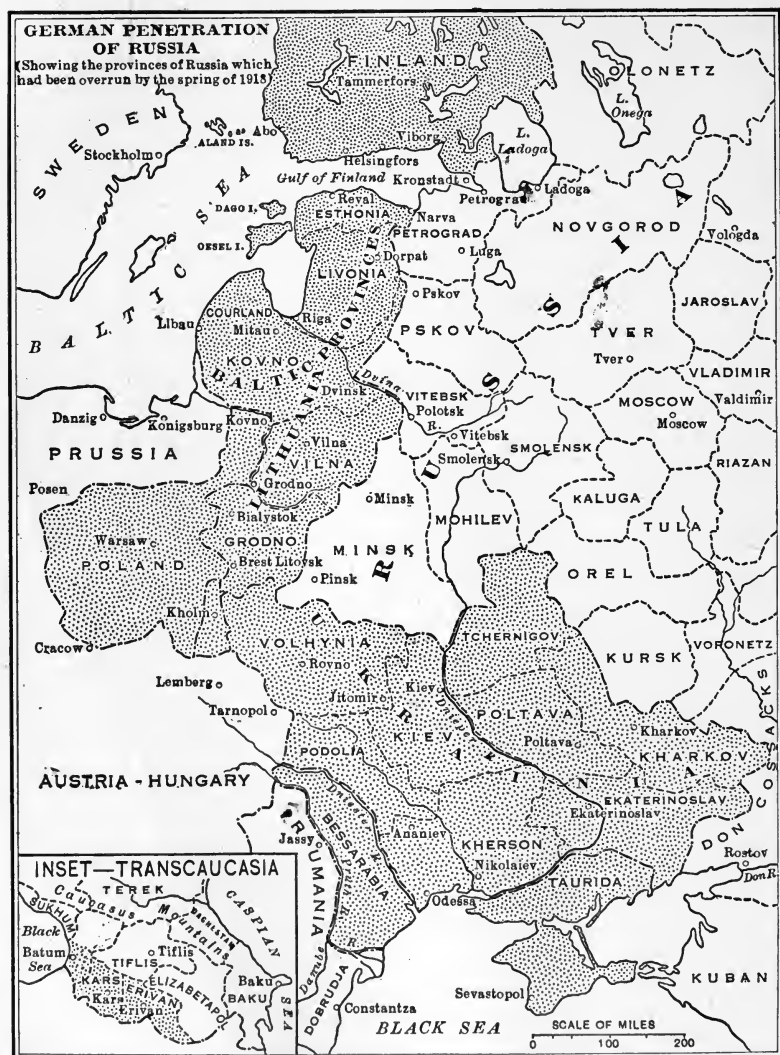 GERMAN PENETRATION
OF RUSSIA
(Showing the provinces of Russia which
had been overrun by the spring of 1918)
FINLAND
Tammerfors
OLONETZ
L.
Onega
SWEDEN
Stockholm
Abo
ALAND IS.
Viborg
L.
Ladoga
Helsingfors
Gulf of Finland
Kronstadt
Petrograd
Ladoga
BALTIC SEA
DAGO I.
OESEL I.
Reval
ESTHONIA
Narva
PETROGRAD
Luga
NOVGOROD
Vologda
LIVONIA
Dorpat
Pskov
PSKOV
JAROSLAV
COURLAND
Libau
Mitau
Riga
TVER
Tver
KOVNO
BALTIC PROVINCES
LITHUANIA
RUSSIA
VLADIMIR
Valdimir
Dvinsk
Dvina
R.
VITEBSK
Polotsk
Vitebsk
MOSCOW
Moscow
Danzig
Königsburg
Kovno
Vilna
VILNA
Smolensk
SMOLENSK
RIAZAN
PRUSSIA
Posen
Grodno
Minsk
MINSK
MOHILEV
KALUGA
TULA
Bialystok
GRODNO
Brest Litovsk
Pinsk
OREL
Warsaw
POLAND
Kholm
Cracow
UKRAINIA
VOLHYNIA
Rovno
TCHERNIGOV
KURSK
VORONETZ
Lemberg
Jitomir
Kiev
Dnieper
Tarnopol
KIEV
POLTAVA
Poltava
Kharkov
KHARKOV
PODOLIA
AUSTRIA-HUNGARY
DON COSSACKS
EKATERINOSLAV
Ekaterinoslav
Dniester R.
BESSARABIA
Pruth R.
ROUMANIA
Jassy
Ananiev
KHERSON
Nikolaiev
Odessa
TAURIDA
Rostov
Don R.
Danube
R.
DOBRUDJA
Constantza
BLACK SEA
Sevastopol
KUBAN
SCALE OF MILES
0 100 200
INSET—TRANSCAUCASIA
TEREK
Caucasus Mountains
DAGHESTAN
CASPIAN SEA
SUKHUM
Black
Sea
Batum
Tiflis
TIFLIS
KARS
Kars
ERIVAN
Erivan
ELIZABETAPOL
Baku
BAKU